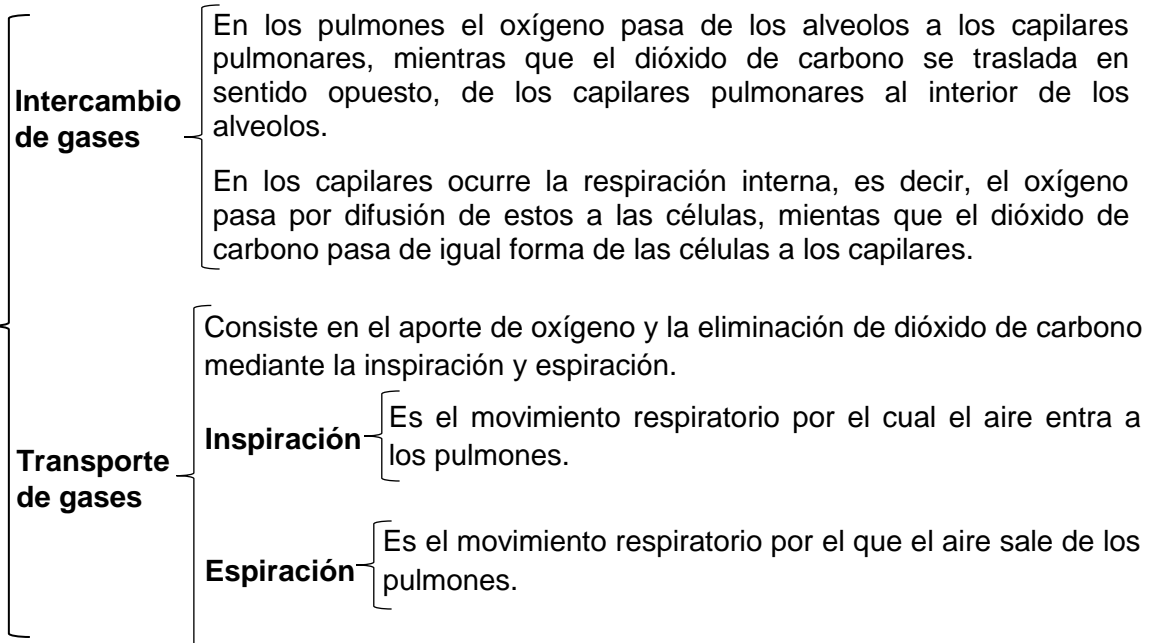 Intercambio
de gases
En los pulmones el oxígeno pasa de los alveolos a los capilares
pulmonares, mientras que el dióxido de carbono se traslada en
sentido opuesto, de los capilares pulmonares al interior de los
alveolos.
En los capilares ocurre la respiración interna, es decir, el oxígeno
pasa por difusión de estos a las células, mientas que el dióxido de
carbono pasa de igual forma de las células a los capilares.
Transporte
de gases
Consiste en el aporte de oxígeno y la eliminación de dióxido de carbono
mediante la inspiración y espiración.
Inspiración
Es el movimiento respiratorio por el cual el aire entra a
los pulmones.
Espiración
Es el movimiento respiratorio por el que el aire sale de los
pulmones.